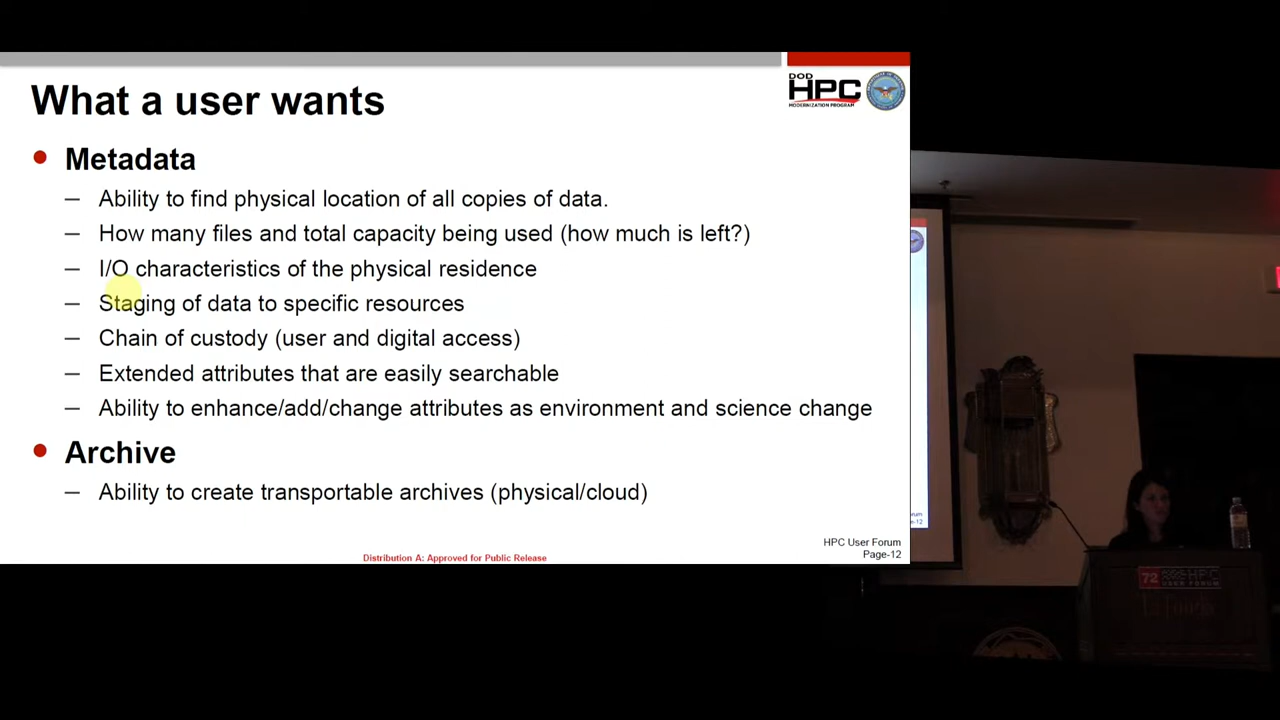 What a user wants
DOD
HPC
MODERNIZATION PROGRAM
Metadata
– Ability to find physical location of all copies of data.
– How many files and total capacity being used (how much is left?)
– I/O characteristics of the physical residence
– Staging of data to specific resources
– Chain of custody (user and digital access)
– Extended attributes that are easily searchable
– Ability to enhance/add/change attributes as environment and science change
Archive
– Ability to create transportable archives (physical/cloud)
Distribution A: Approved for Public Release
HPC User Forum
Page-12
72 HPC
USER FORUM